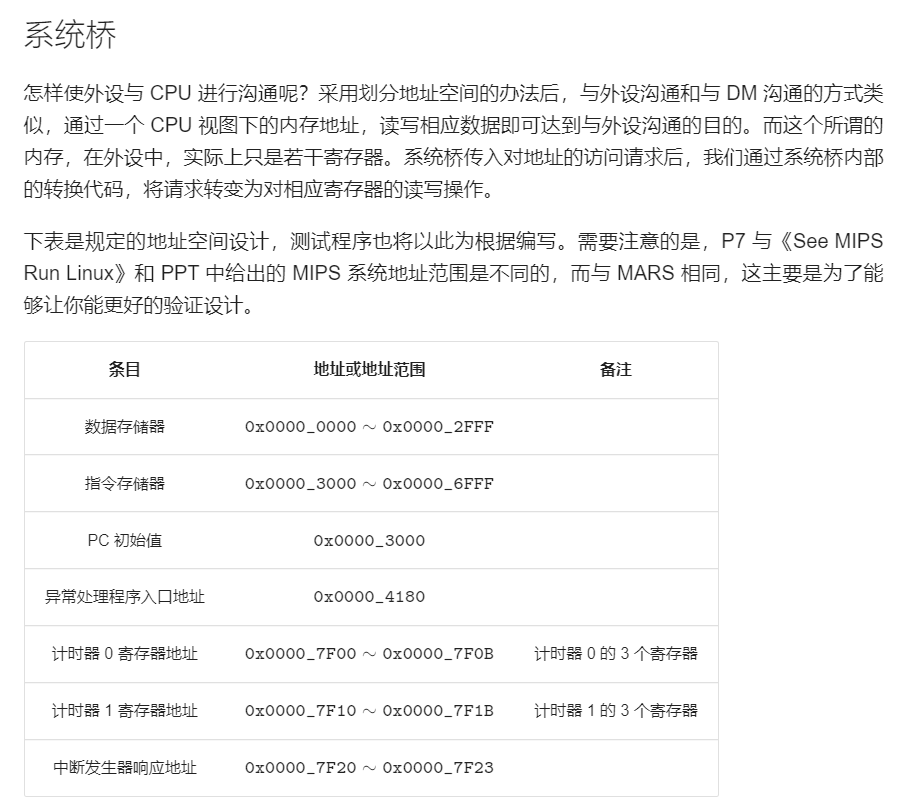 系统桥
怎样使外设与 CPU 进行沟通呢？采用划分地址空间的办法后，与外设沟通和与 DM 沟通的方式类
似，通过一个 CPU 视图下的内存地址，读写相应数据即可达到与外设沟通的目的。而这个所谓的
内存，在外设中，实际上只是若干寄存器。系统桥传入对地址的访问请求后，我们通过系统桥内部
的转换代码，将请求转变为对相应寄存器的读写操作。
下表是规定的地址空间设计，测试程序也将以此为根据编写。需要注意的是，P7 与《See MIPS
Run Linux》和 PPT 中给出的 MIPS 系统地址范围是不同的，而与 MARS 相同，这主要是为了能
够让你能更好的验证设计。
条目 地址或地址范围 备注
数据存储器 0x0000_0000 ∼ 0x0000_2FFF
指令存储器 0x0000_3000 ∼ 0x0000_6FFF
PC 初始值 0x0000_3000
异常处理程序入口地址 0x0000_4180
计时器 0 寄存器地址 0x0000_7F00 ∼ 0x0000_7F0B 计时器 0 的 3 个寄存器
计时器 1 寄存器地址 0x0000_7F10 ∼ 0x0000_7F1B 计时器 1 的 3 个寄存器
中断发生器响应地址 0x0000_7F20 ∼ 0x0000_7F23